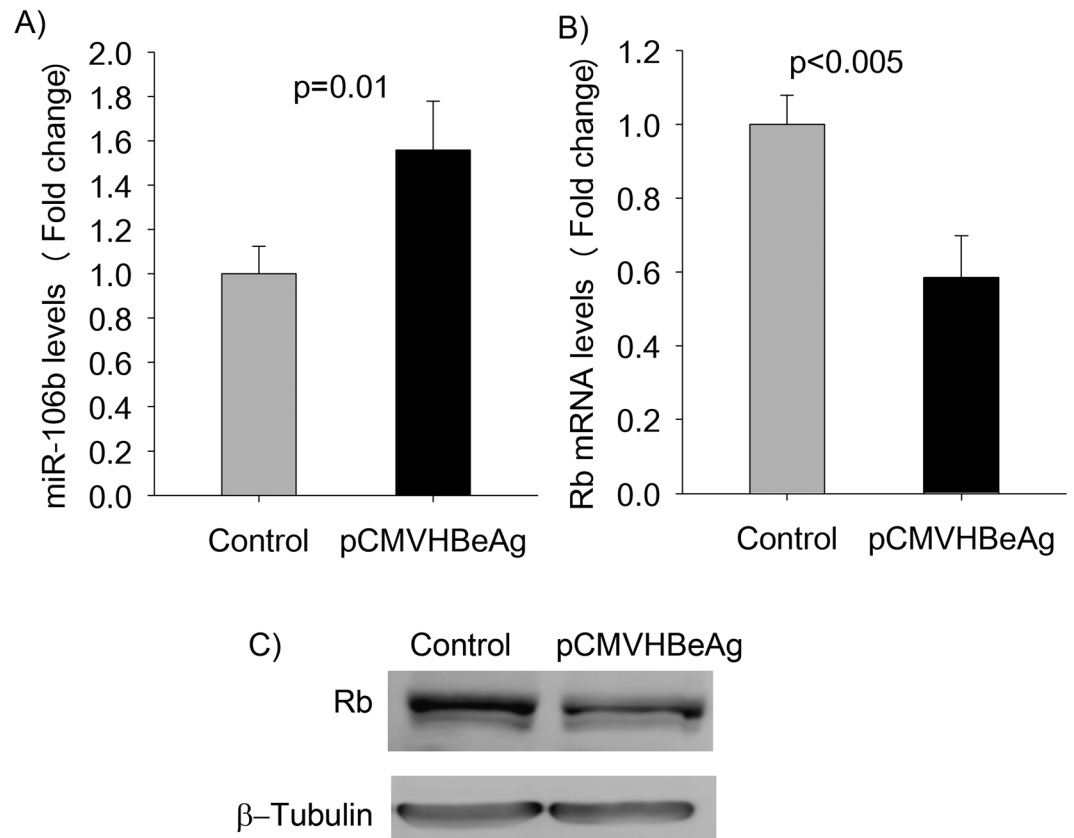 A)
miR-106b levels ( Fold change)
2.0
1.8
1.6
1.4
1.2
1.0
0.8
0.6
0.4
0.2
0.0
p=0.01
Control pCMVHBeAg
B)
Rb mRNA levels ( Fold change)
1.2
1.0
0.8
0.6
0.4
0.2
0.0
p<0.005
Control pCMVHBeAg
C)
Control pCMVHBeAg
Rb
β–Tubulin